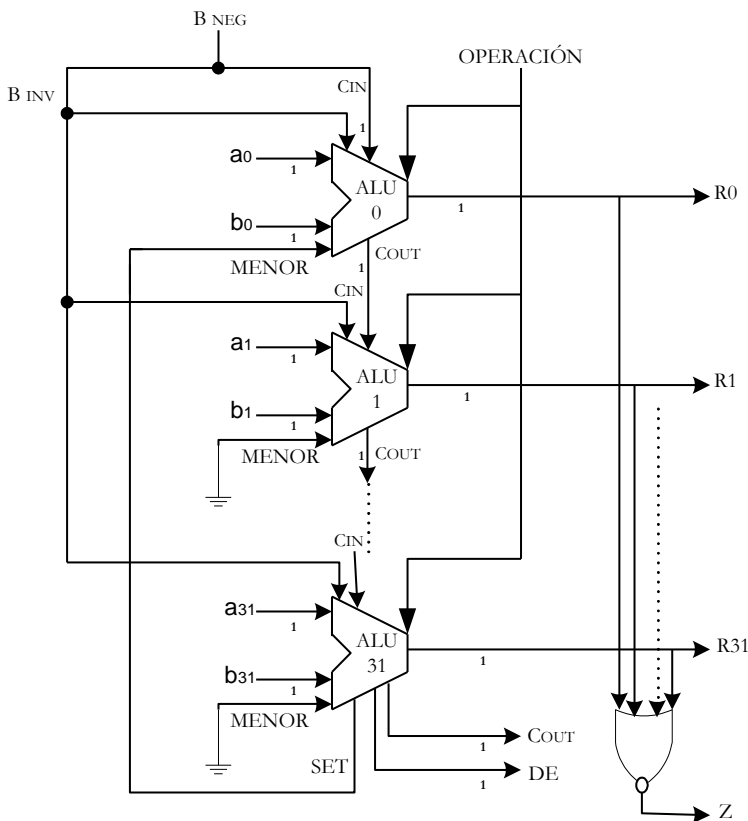 B NEG
OPERACIÓN
B INV
CIN
1
a0
1
ALU
0
1
R0
b0
1
MENOR
1
COUT
CIN
a1
1
ALU
1
1
R1
b1
1
MENOR
1
COUT
CIN
a31
1
ALU
31
1
R31
b31
1
MENOR
SET
1
COUT
1
DE
Z